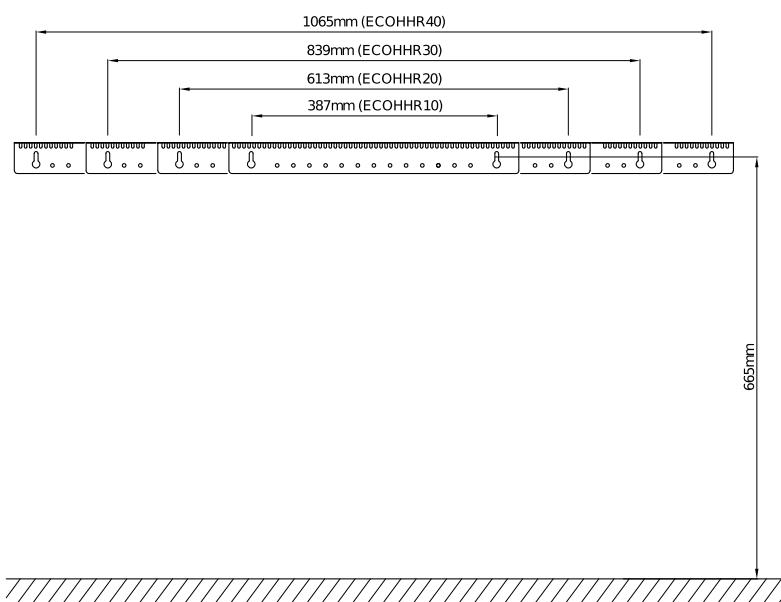 1065mm (ECOHHR40)
839mm (ECOHHR30)
613mm (ECOHHR20)
387mm (ECOHHR10)
665mm